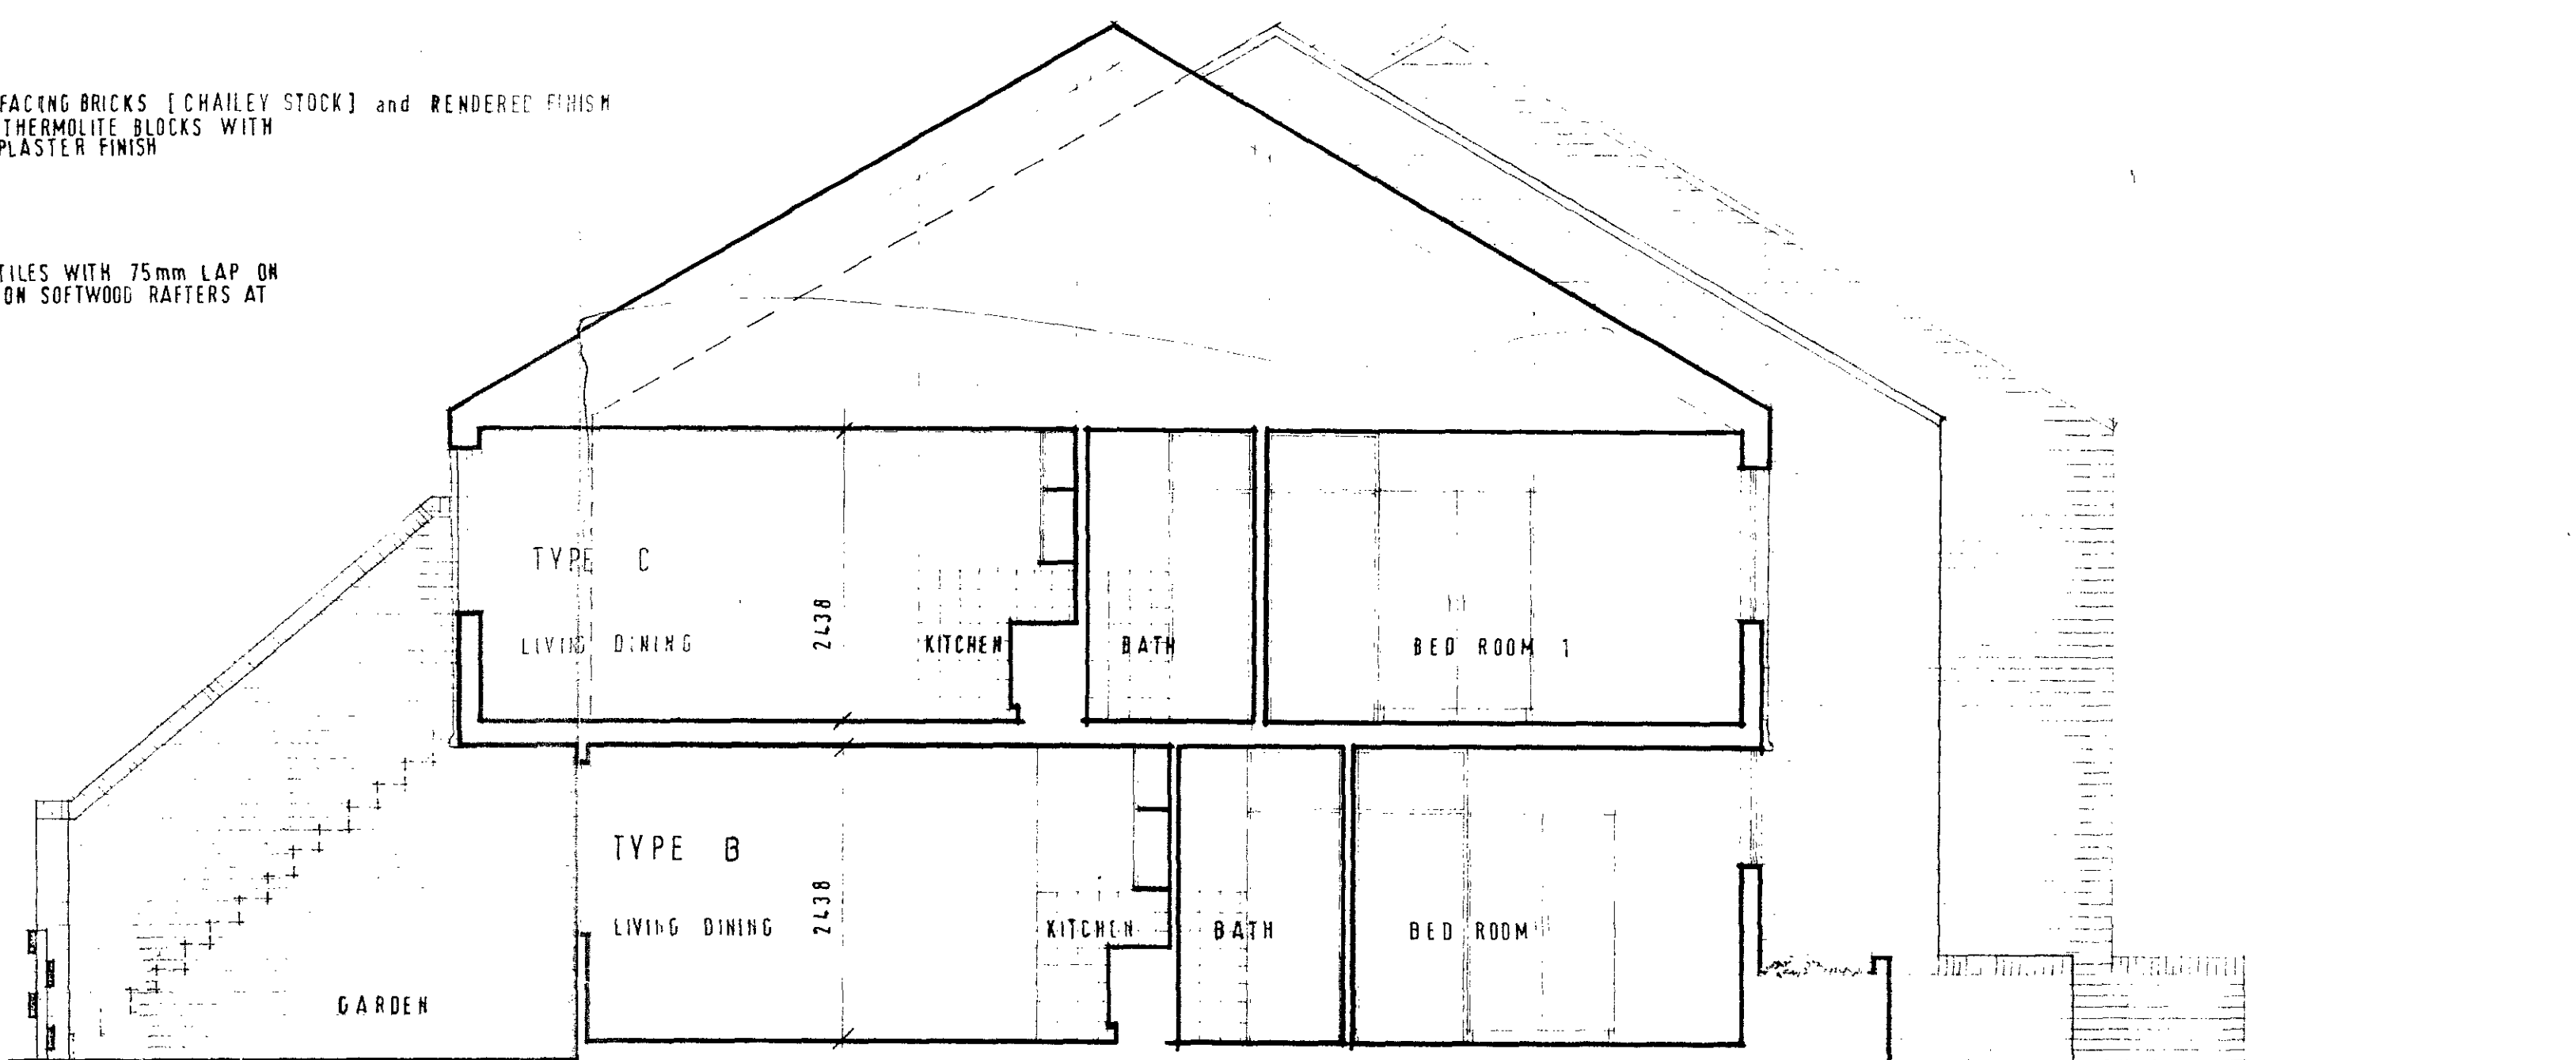 FACING BRICKS [CHAILEY STOCK] and RENDERED FINISH
THERMOLITE BLOCKS WITH
PLASTER FINISH
TILES WITH 75mm LAP ON
ON SOFTWOOD RAFTERS AT
TYPE C
LIVING DINING
2438
KITCHEN
BATH
BED ROOM 1
TYPE B
LIVING DINING
2438
KITCHEN
BATH
BED ROOM
GARDEN